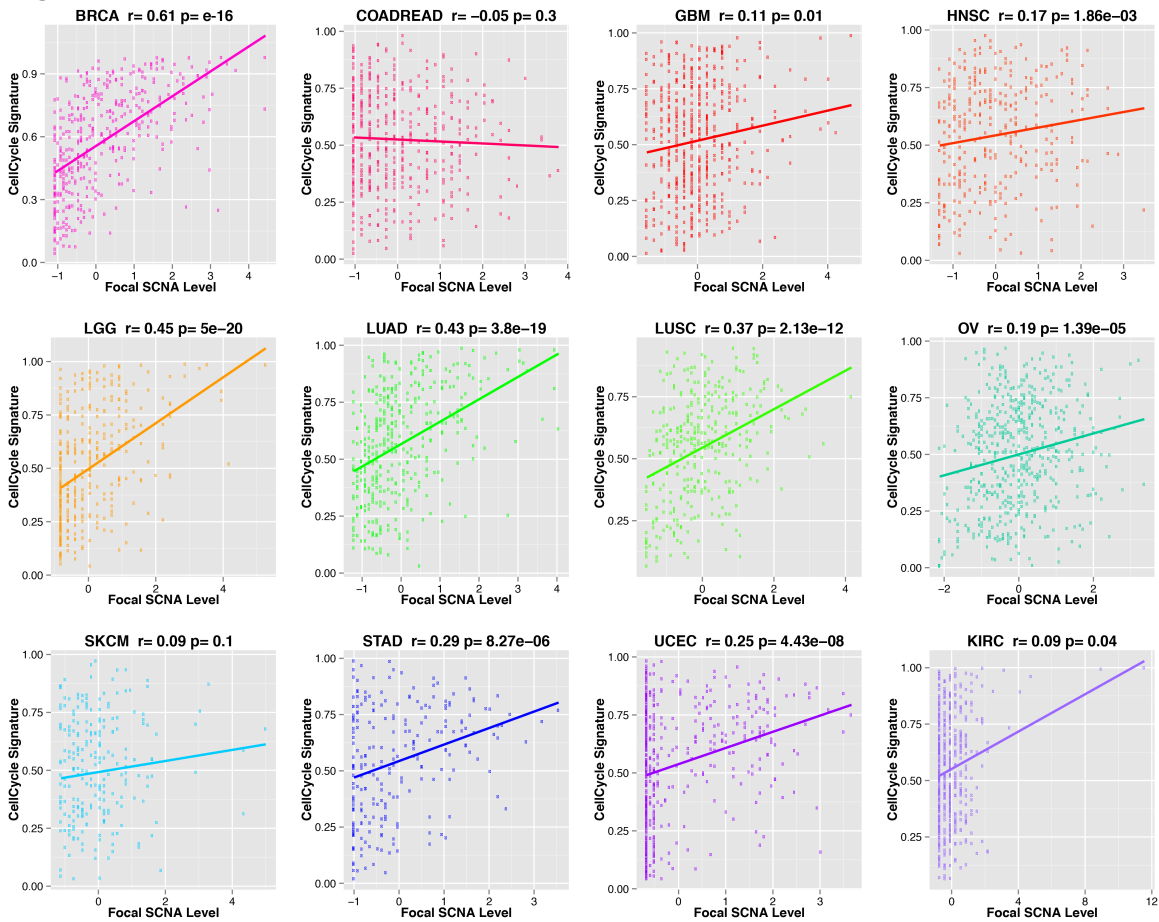 BRCA r= 0.61 p= e-16
COADREAD r= −0.05 p= 0.3
GBM r= 0.11 p= 0.01
HNSC r= 0.17 p= 1.86e−03
CellCycle Signature
0.9
0.6
0.3
0.0
−1 0 1 2 3 4
Focal SCNA Level
CellCycle Signature
1.00
0.75
0.50
0.25
0.00
−1 0 1 2 3 4
Focal SCNA Level
CellCycl Signature
1.00
0.75
0.50
0.25
0.00
0 2 4
Focal SCNA Level
CellCycle Signature
1.00
0.75
0.50
0.25
0.00
−1 0 1 2 3
Focal SCNA Level
LGG r= 0.45 p= 5e−20
LUAD r= 0.43 p= 3.8e−19
LUSC r= 0.37 p= 2.13e−12
OV r= 0.19 p= 1.39e−05
CellCycle Signature
1.00
0.75
0.50
0.25
0.00
0 2 4
Focal SCNA Level
CellCycle Signature
1.00
0.75
0.50
0.25
0.00
−1 0 1 2 3 4
Focal SCNA Level
CellCycle Signature
0.75
0.50
0.25
0 2 4
Focal SCNA Level
CellCycle Signature
1.00
0.75
0.50
0.25
0.00
−2 0 2
Focal SCNA Level
SKCM r= 0.09 p= 0.1
STAD r= 0.29 p= 8.27e−06
UCEC r= 0.25 p= 4.43e−08
KIRC r= 0.09 p= 0.04
CellCycle Signature
1.00
0.75
0.50
0.25
0.00
0 2 4
Focal SCNA Level
CellCycle Signature
1.00
0.75
0.50
0.25
0.00
−1 0 1 2 3
Focal SCNA Level
CellCycle Signature
1.00
0.75
0.50
0.25
0.00
0 1 2 3
Focal SCNA Level
CellCycle Signature
1.00
0.75
0.50
0.25
0 4 8 12
Focal SCNA Level